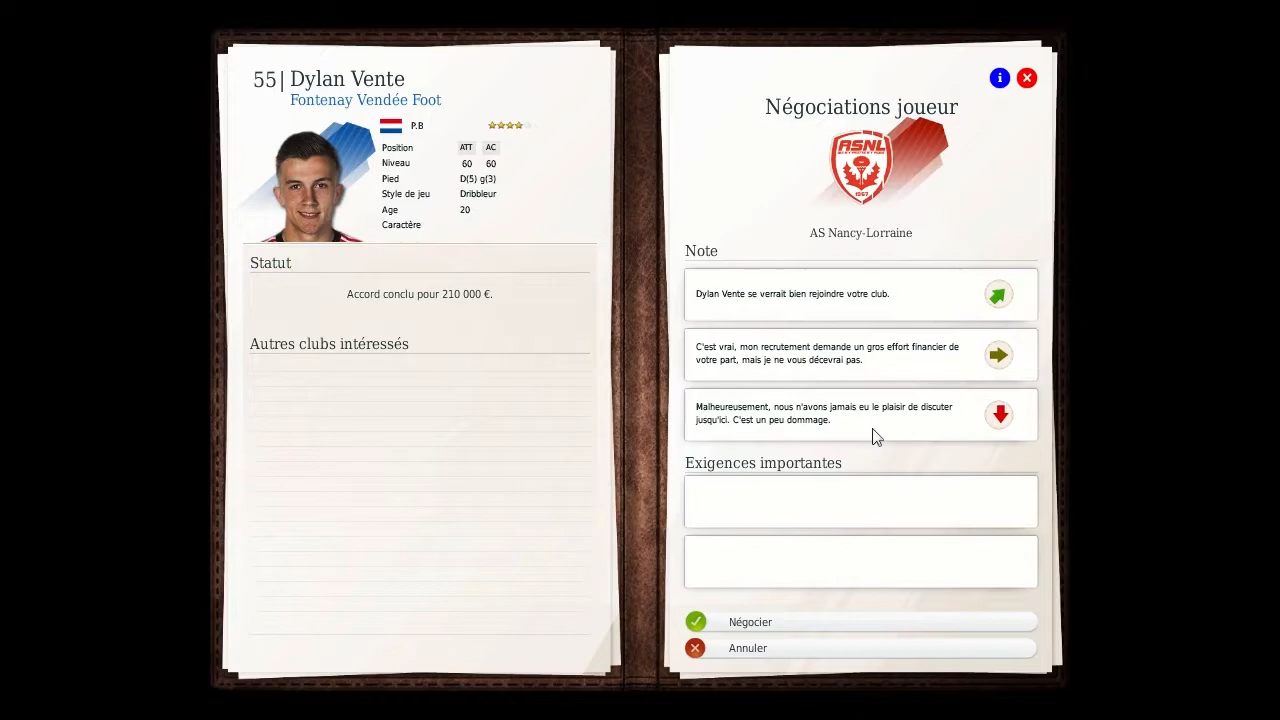 55| Dylan Vente
Fontenay Vendée Foot
P.B
Position ATT AC
Niveau 60 60
Pied D(5) g(3)
Style de jeu Dribbleur
Age 20
Caractère
Statut
Accord conclu pour 210 000 €.
Autres clubs intéressés
Négociations joueur
ASNL
1967
AS Nancy-Lorraine
Note
Dylan Vente se verrait bien rejoindre votre club.
C'est vrai, mon recrutement demande un gros effort financier de
votre part, mais je ne vous décevrai pas.
Malheureusement, nous n'avons jamais eu le plaisir de discuter
jusqu'ici. C'est un peu dommage.
Exigences importantes
Négocier
Annuler